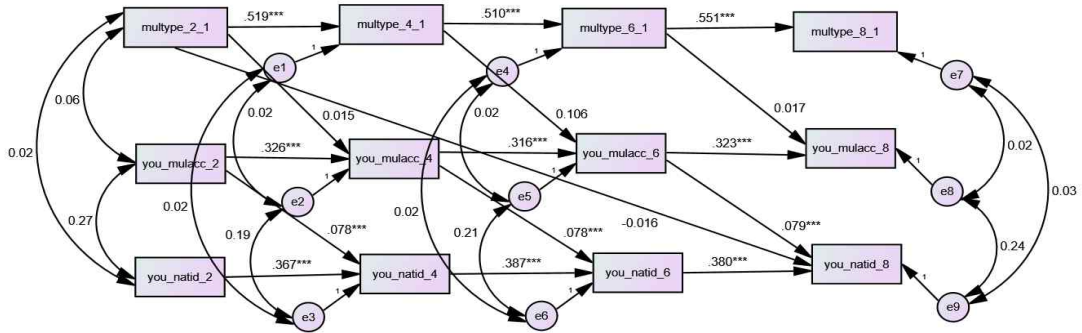 multype_2_1 .519*** multype_4_1 .510*** multype_6_1 .551*** multype_8_1
1 1 1
e1 e4 e7
0.06 0.02 0.015 0.02 0.106 0.017
0.02 you_mulacc_2 .326*** you_mulacc_4 .316*** you_mulacc_6 .323*** you_mulacc_8 0.02
1 1 1
0.03
0.02 e2 0.02 e5 e8
0.27 0.19 .078*** 0.21 .078*** -0.016 .079*** 0.24
you_natid_2 .367*** you_natid_4 .387*** you_natid_6 .380*** you_natid_8
1 1 1
e3 e6 e9